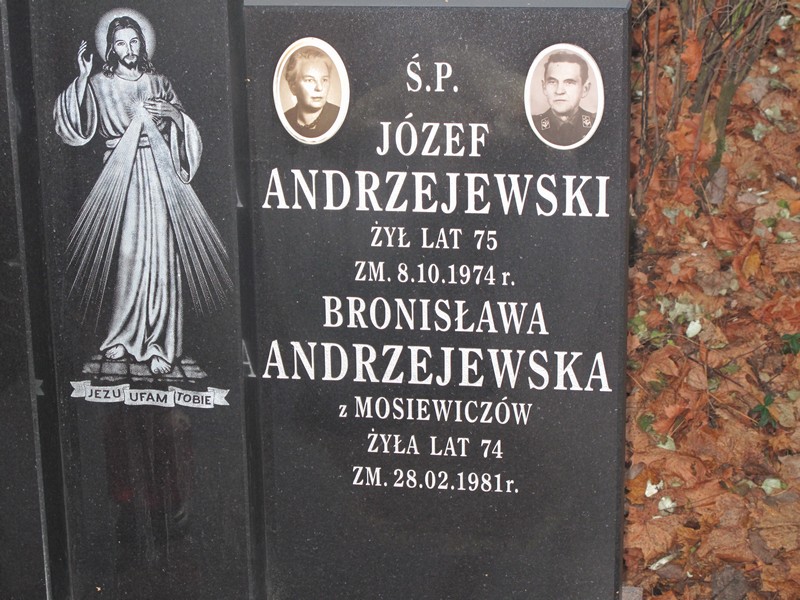 JEZU UFAM TOBIE
Ś.P.
JÓZEF
ANDRZEJEWSKI
ŻYŁ LAT 75
ZM. 8.10.1974 r.
BRONISŁAWA
ANDRZEJEWSKA
z MOSIEWICZÓW
ŻYŁA LAT 74
ZM. 28.02.1981 r.